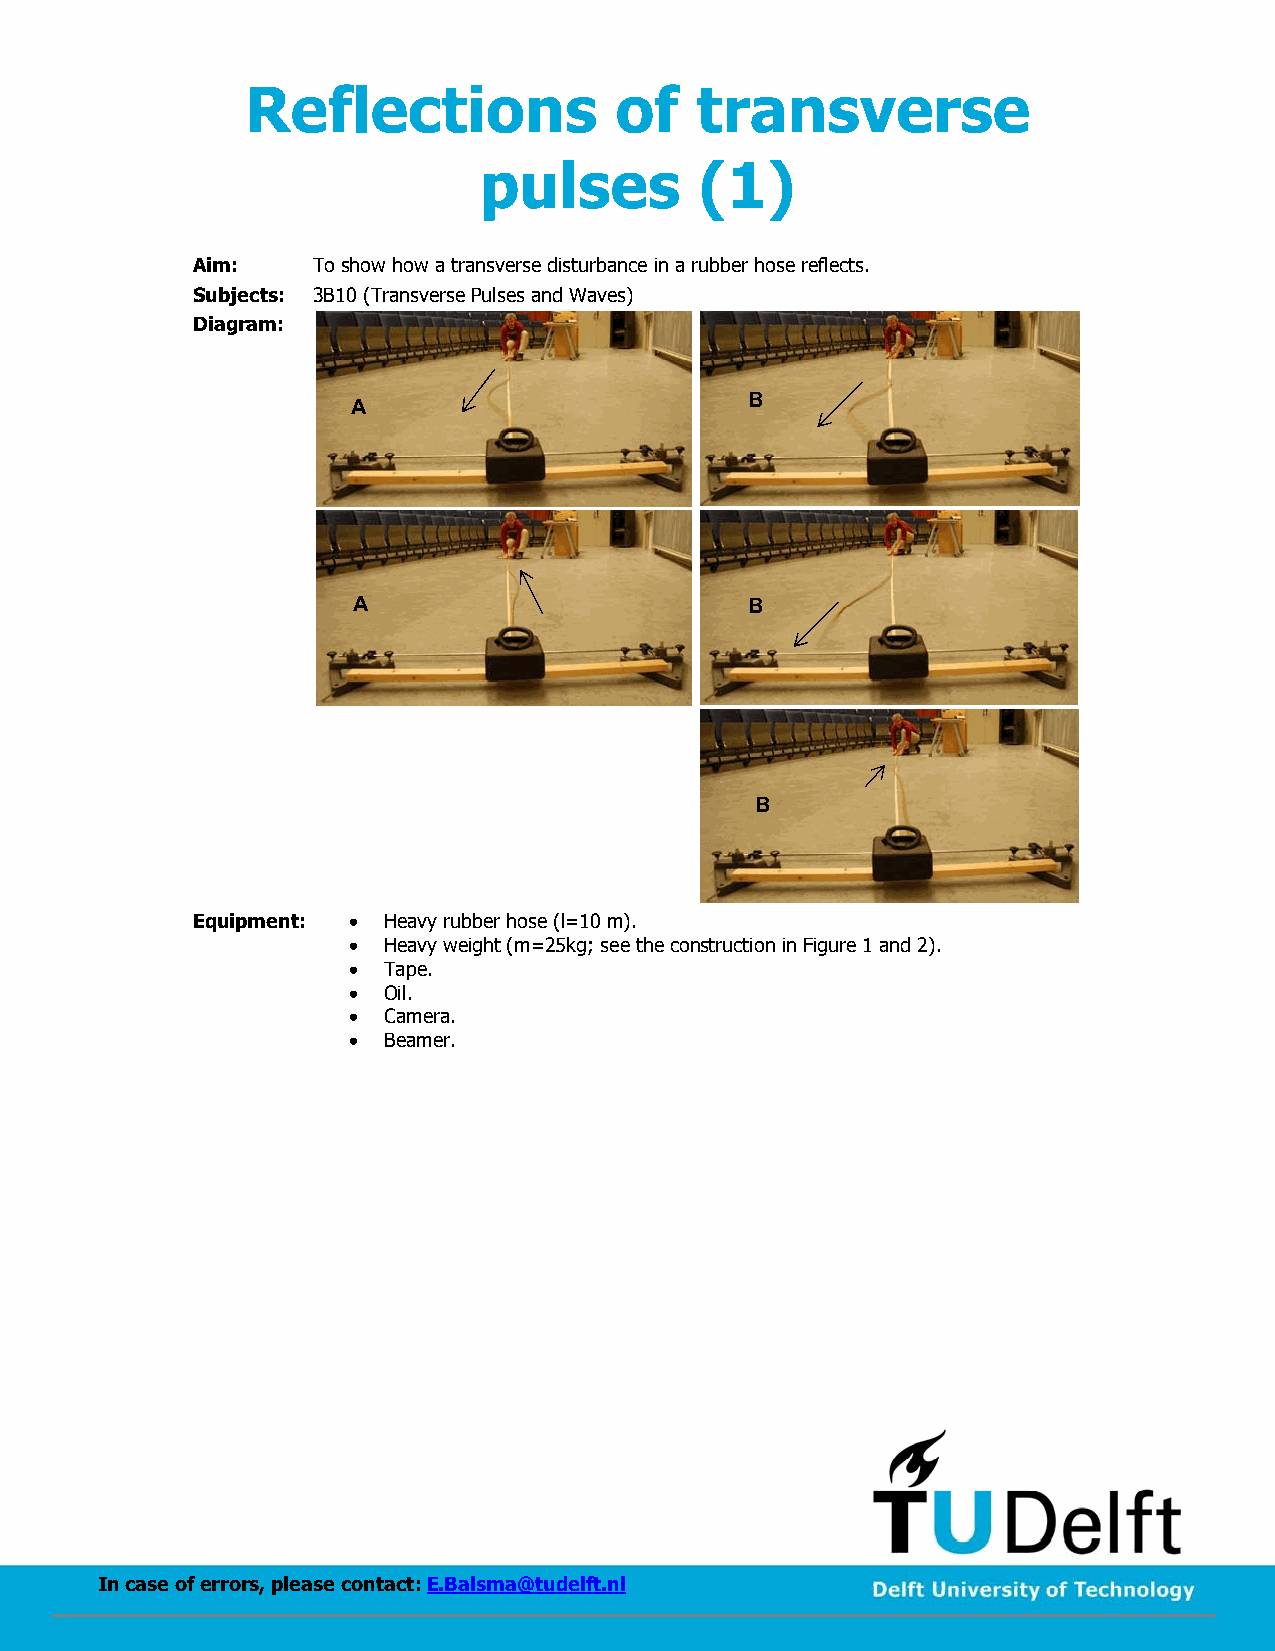 Reflections of transverse
pulses (1)
Aim: To show how a transverse disturbance in a rubber hose reflects.
Subjects: 3B10 (Transverse Pulses and Waves)
Diagram:
A
B
A
B
B
Equipment: • Heavy rubber hose (l=10 m).
• Heavy weight (m=25kg; see the construction in Figure 1 and 2).
• Tape.
• Oil.
• Camera.
• Beamer.
TUDelft
In case of errors, please contact: E.Balsma@tudelft.nl
Delft University of Technology